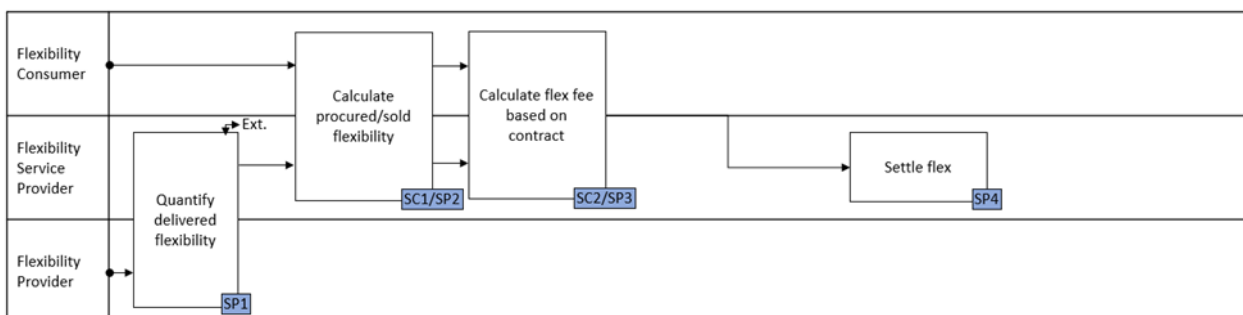 Flexibility
Consumer
Calculate
procured/sold
flexibility
SC1/SP2
Calculate flex fee
based on
contract
SC2/SP3
Flexibility
Service
Provider
Ext.
Quantify
delivered
flexibility
SP1
Settle flex
SP4
Flexibility
Provider